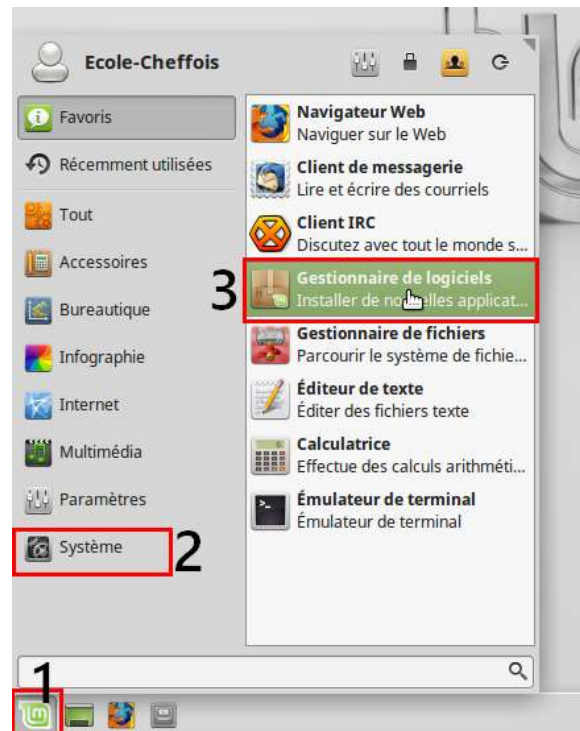 Ecole-Cheffois
Favoris
Récemment utilisées
Tout
Accessoires
Bureautique
Infographie
Internet
Multimédia
Paramètres
Système
2
1
3
Navigateur Web
Naviguer sur le Web
Client de messagerie
Lire et écrire des courriels
Client IRC
Discutez avec tout le monde s...
Gestionnaire de logiciels
Installer de nouvelles applicat...
Gestionnaire de fichiers
Parcourir le système de fichie...
Éditeur de texte
Éditer des fichiers texte
Calculatrice
Effectue des calculs arithméti...
Émulateur de terminal
Émulateur de terminal